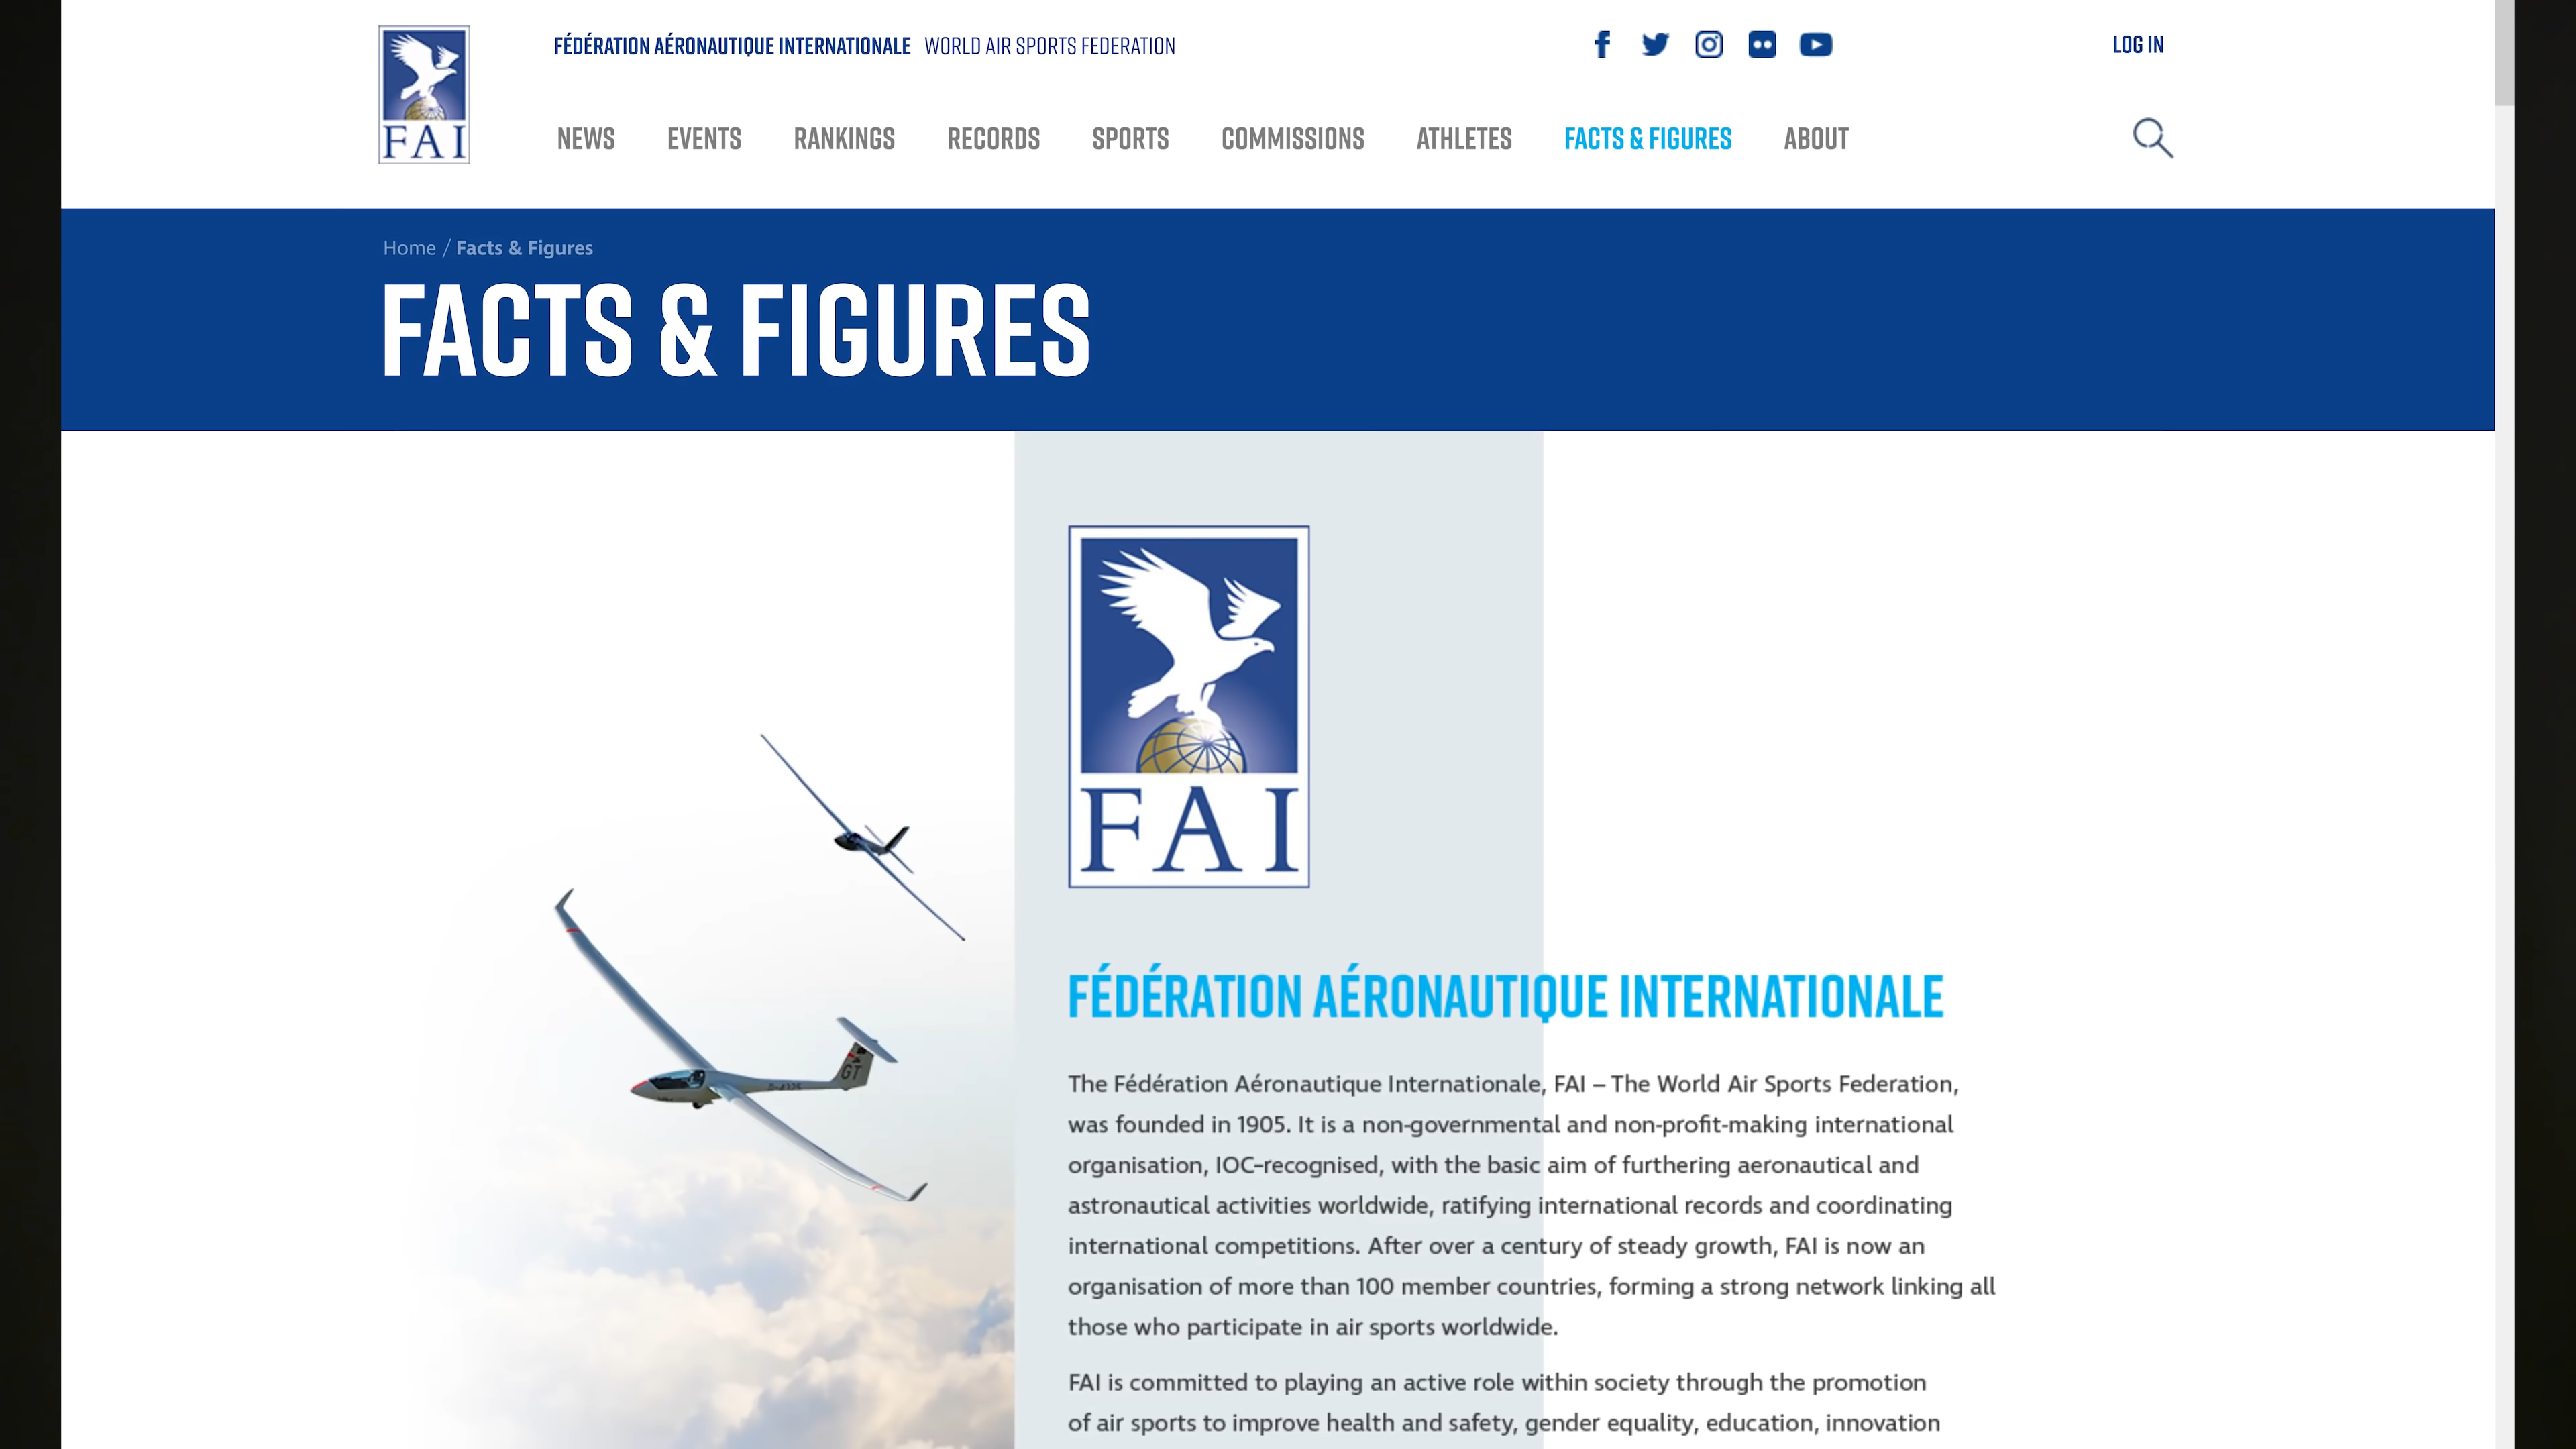 FÉDÉRATION AÉRONAUTIQUE INTERNATIONALE WORLD AIR SPORTS FEDERATION
LOG IN
FAI
NEWS EVENTS RANKINGS RECORDS SPORTS COMMISSIONS ATHLETES FACTS & FIGURES ABOUT
Home / Facts & Figures
FACTS & FIGURES
FAI
GT
FÉDÉRATION AÉRONAUTIQUE INTERNATIONALE
The Fédération Aéronautique Internationale, FAI – The World Air Sports Federation,
was founded in 1905. It is a non-governmental and non-profit-making international
organisation, IOC-recognised, with the basic aim of furthering aeronautical and
astronautical activities worldwide, ratifying international records and coordinating
international competitions. After over a century of steady growth, FAI is now an
organisation of more than 100 member countries, forming a strong network linking all
those who participate in air sports worldwide.
FAI is committed to playing an active role within society through the promotion
of air sports to improve health and safety, gender equality, education, innovation